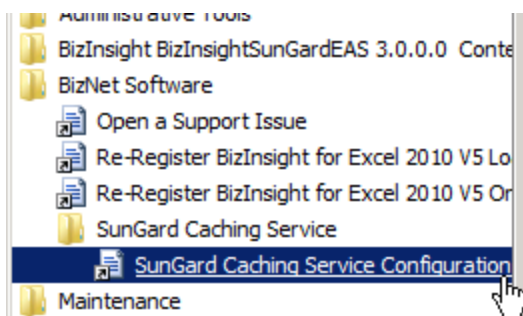 Administrative Tools
BizInsight BizInsightSunGardEAS 3.0.0.0 Conte
BizNet Software
Open a Support Issue
Re-Register BizInsight for Excel 2010 V5 Lo
Re-Register BizInsight for Excel 2010 V5 Or
SunGard Caching Service
SunGard Caching Service Configuration
Maintenance